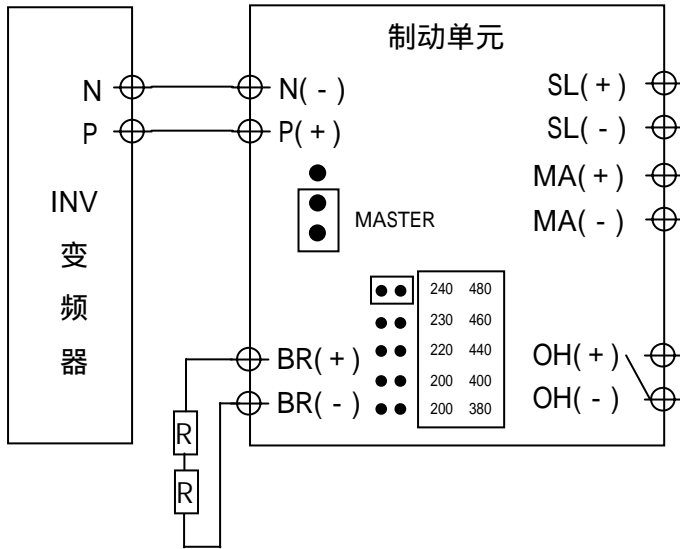 制动单元
N
P
INV
变
频
器
N( - )
P( + )
MASTER
240 480
230 460
220 440
200 400
200 380
BR( + )
BR( - )
R
R
SL( + )
SL( - )
MA( + )
MA( - )
OH( + )
OH( - )